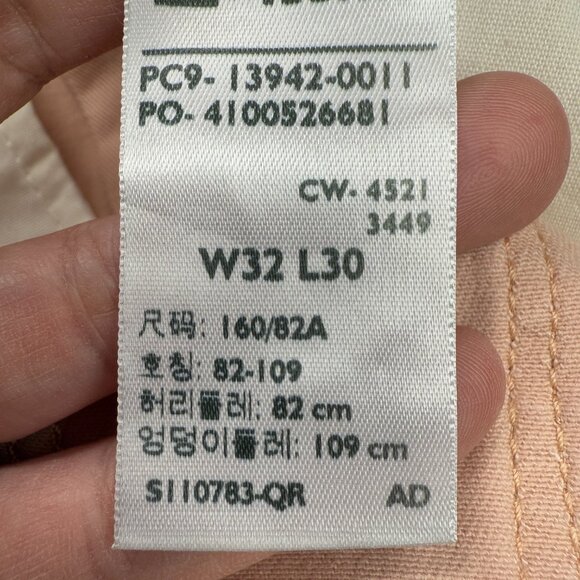 PC9- 13942-0011
PO- 4100526681
CW- 4521
3449
W32 L30
尺码: 160/82A
호칭: 82-109
허리둘레: 82 cm
엉덩이둘레: 109 cm
S110783-QR AD